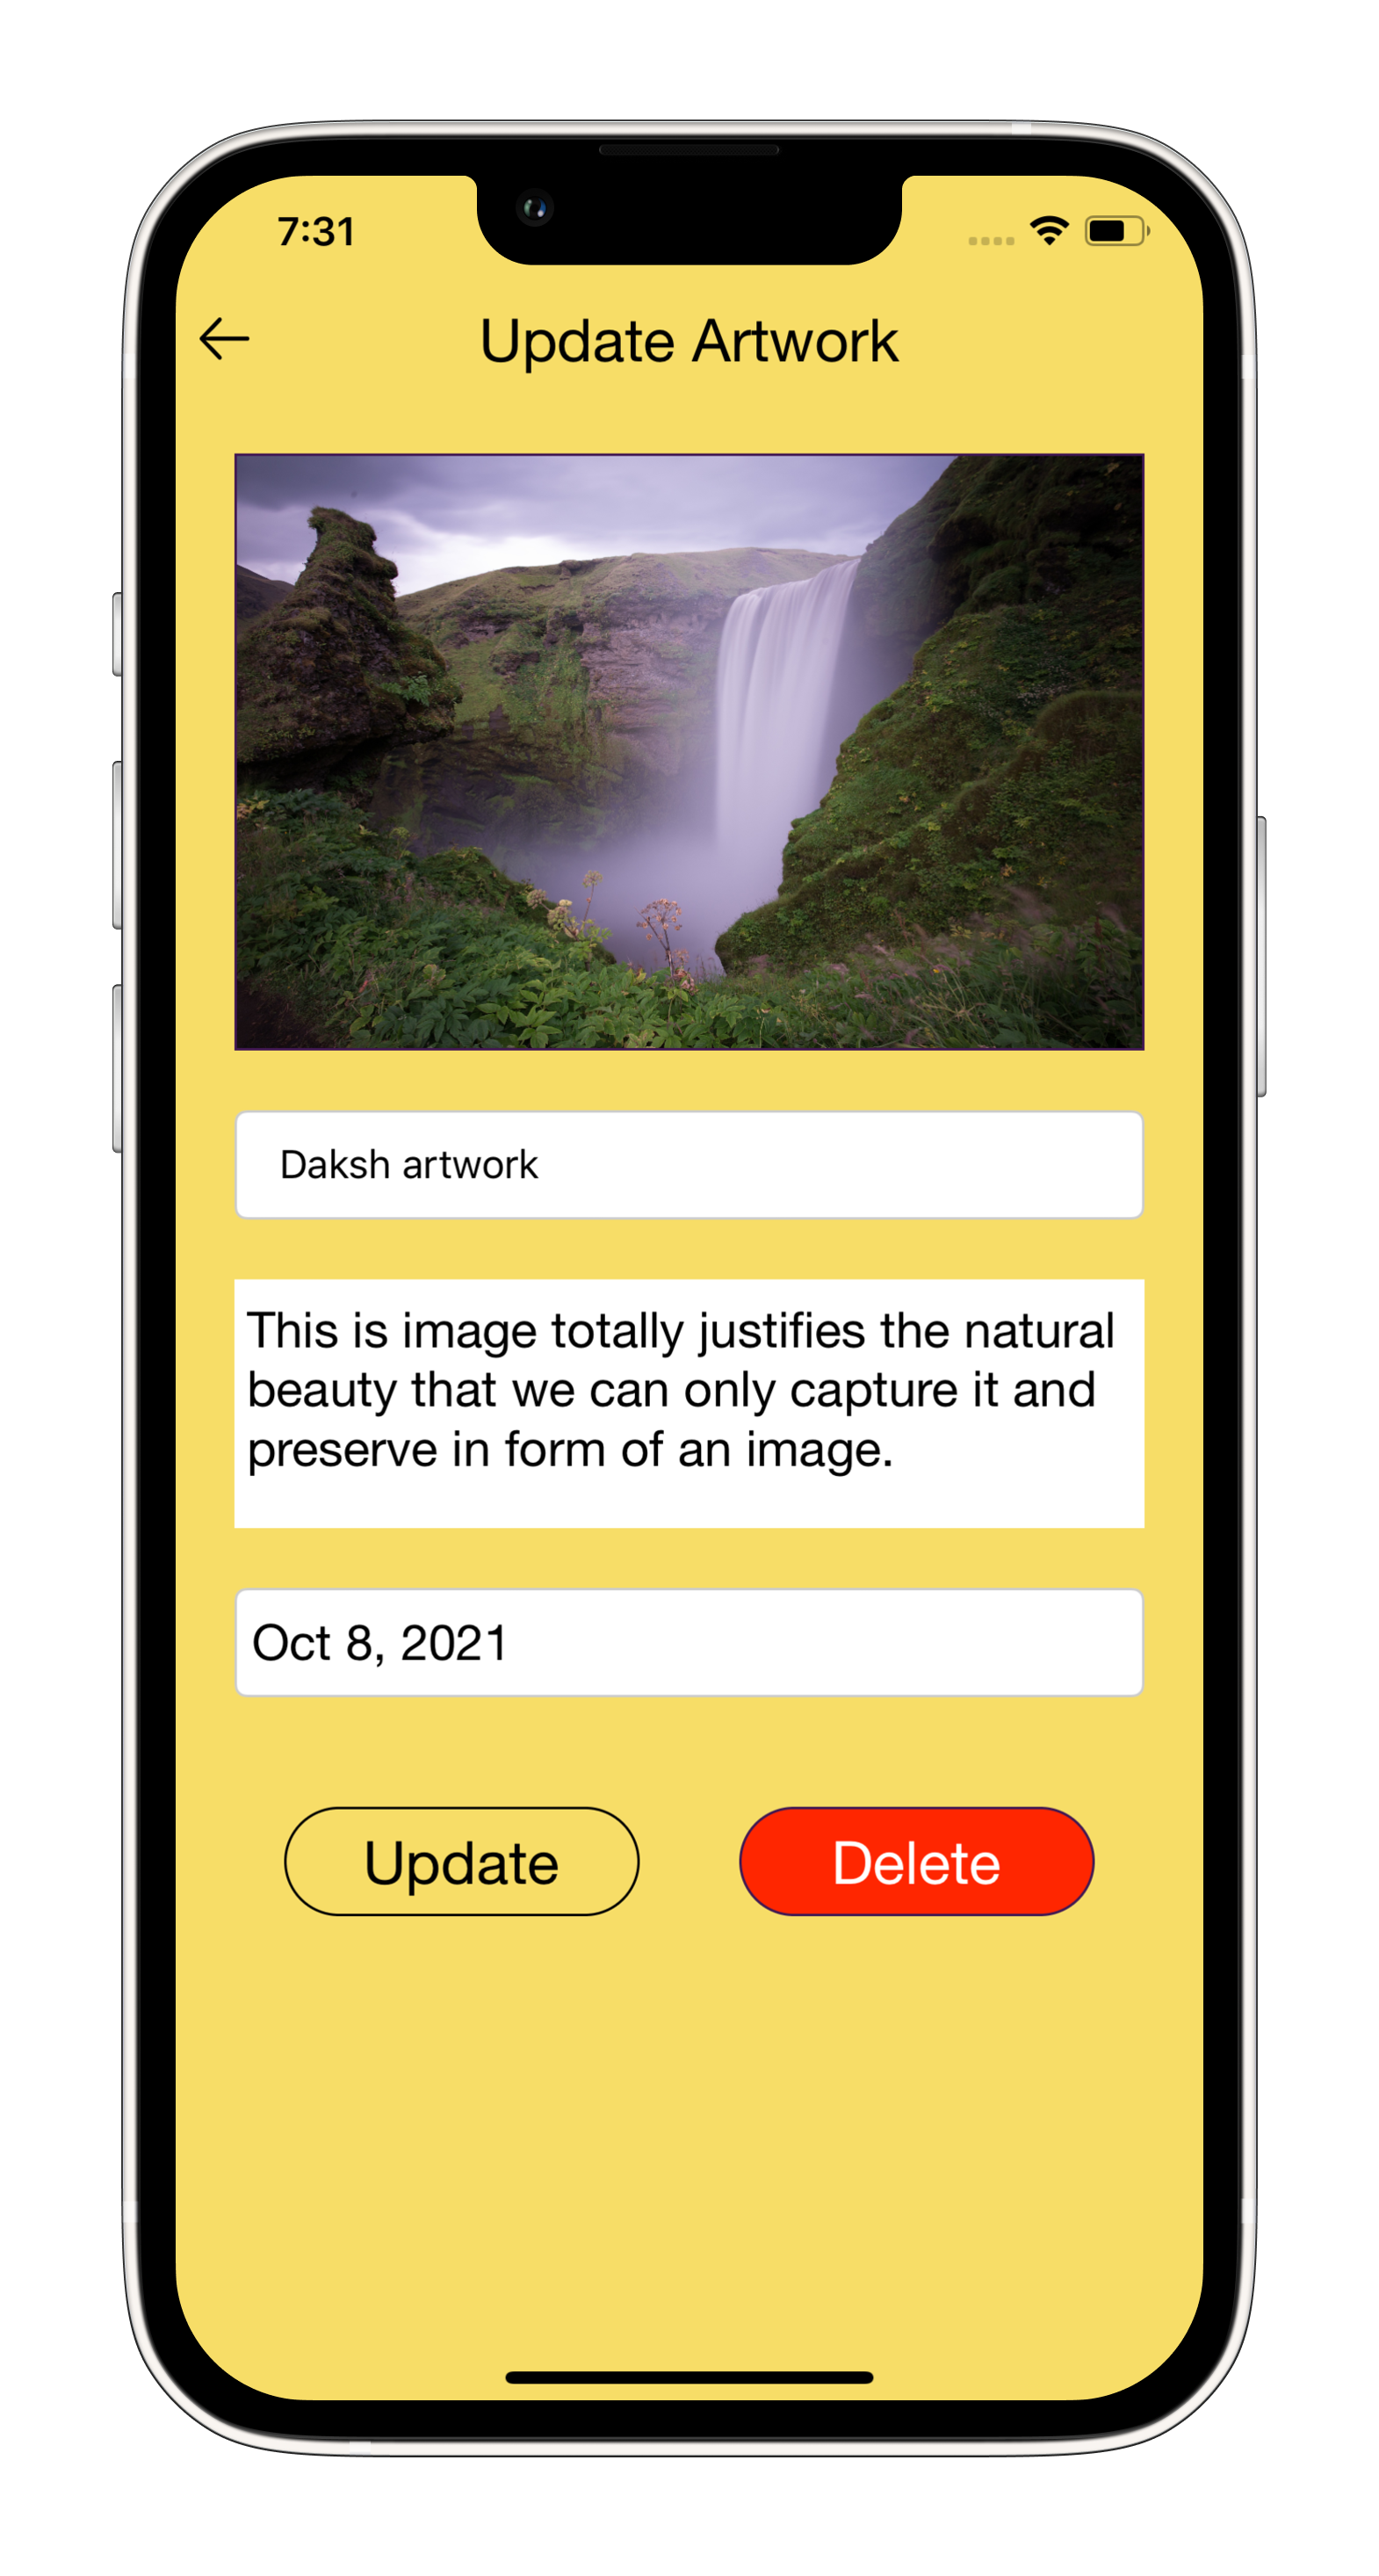 7:31
Update Artwork
Daksh artwork
This is image totally justifies the natural
beauty that we can only capture it and
preserve in form of an image.
Oct 8, 2021
Update
Delete